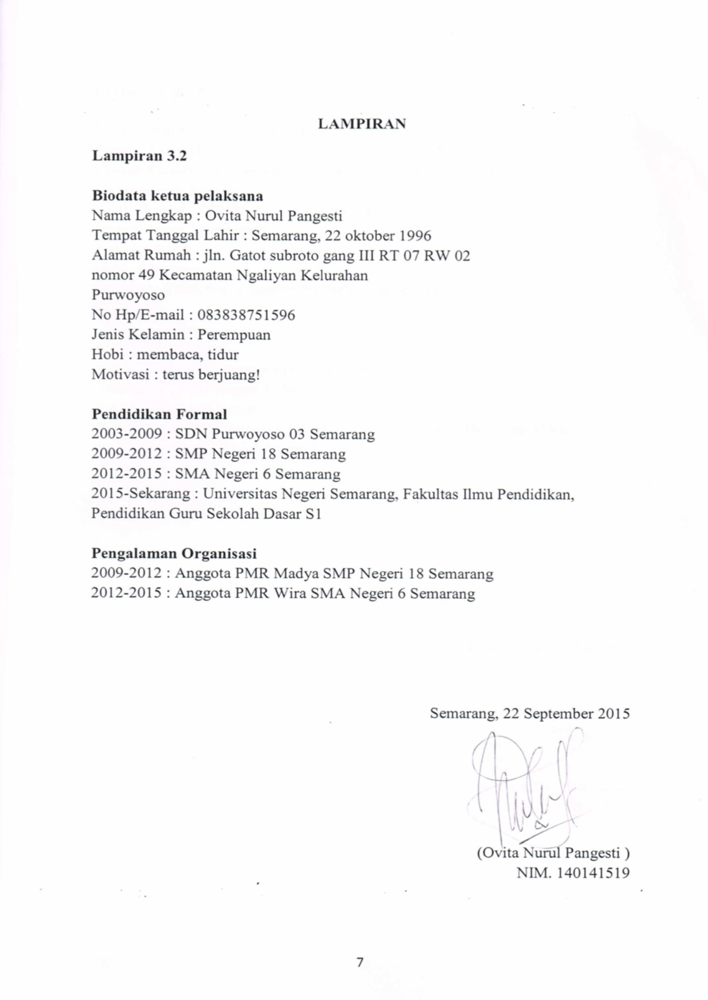 LAMPIRAN
Lampiran 3.2
Biodata ketua pelaksana
Nama Lengkap : Ovita Nurul Pangesti
Tempat Tanggal Lahir : Semarang, 22 oktober 1996
Alamat Rumah : jln. Gatot subroto gang III RT 07 RW 02
nomor 49 Kecamatan Ngaliyan Kelurahan
Purwoyoso
No Hp/E-mail : 083838751596
Jenis Kelamin : Perempuan
Hobi : membaca, tidur
Motivasi : terus berjuang!
Pendidikan Formal
2003-2009 : SDN Purwoyoso 03 Semarang
2009-2012 : SMP Negeri 18 Semarang
2012-2015 : SMA Negeri 6 Semarang
2015-Sekarang : Universitas Negeri Semarang, Fakultas Ilmu Pendidikan,
Pendidikan Guru Sekolah Dasar S1
Pengalaman Organisasi
2009-2012 : Anggota PMR Madya SMP Negeri 18 Semarang
2012-2015 : Anggota PMR Wira SMA Negeri 6 Semarang
Semarang, 22 September 2015
(Ovita Nurul Pangesti )
NIM. 140141519
7